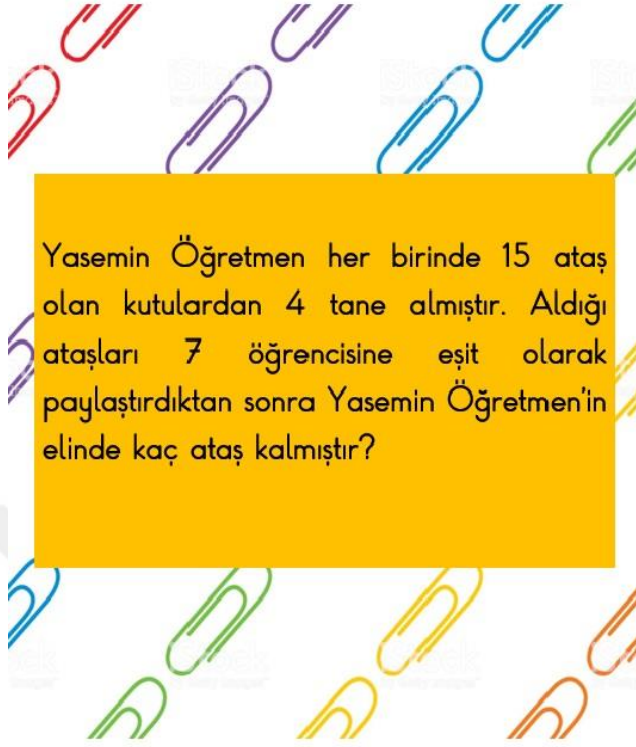 Yasemin Öğretmen her birinde 15 ataş
olan kutulardan 4 tane almıştır. Aldığı
ataşları 7 öğrencisine eşit olarak
paylaştırdıktan sonra Yasemin Öğretmen'in
elinde kaç ataş kalmıştır?